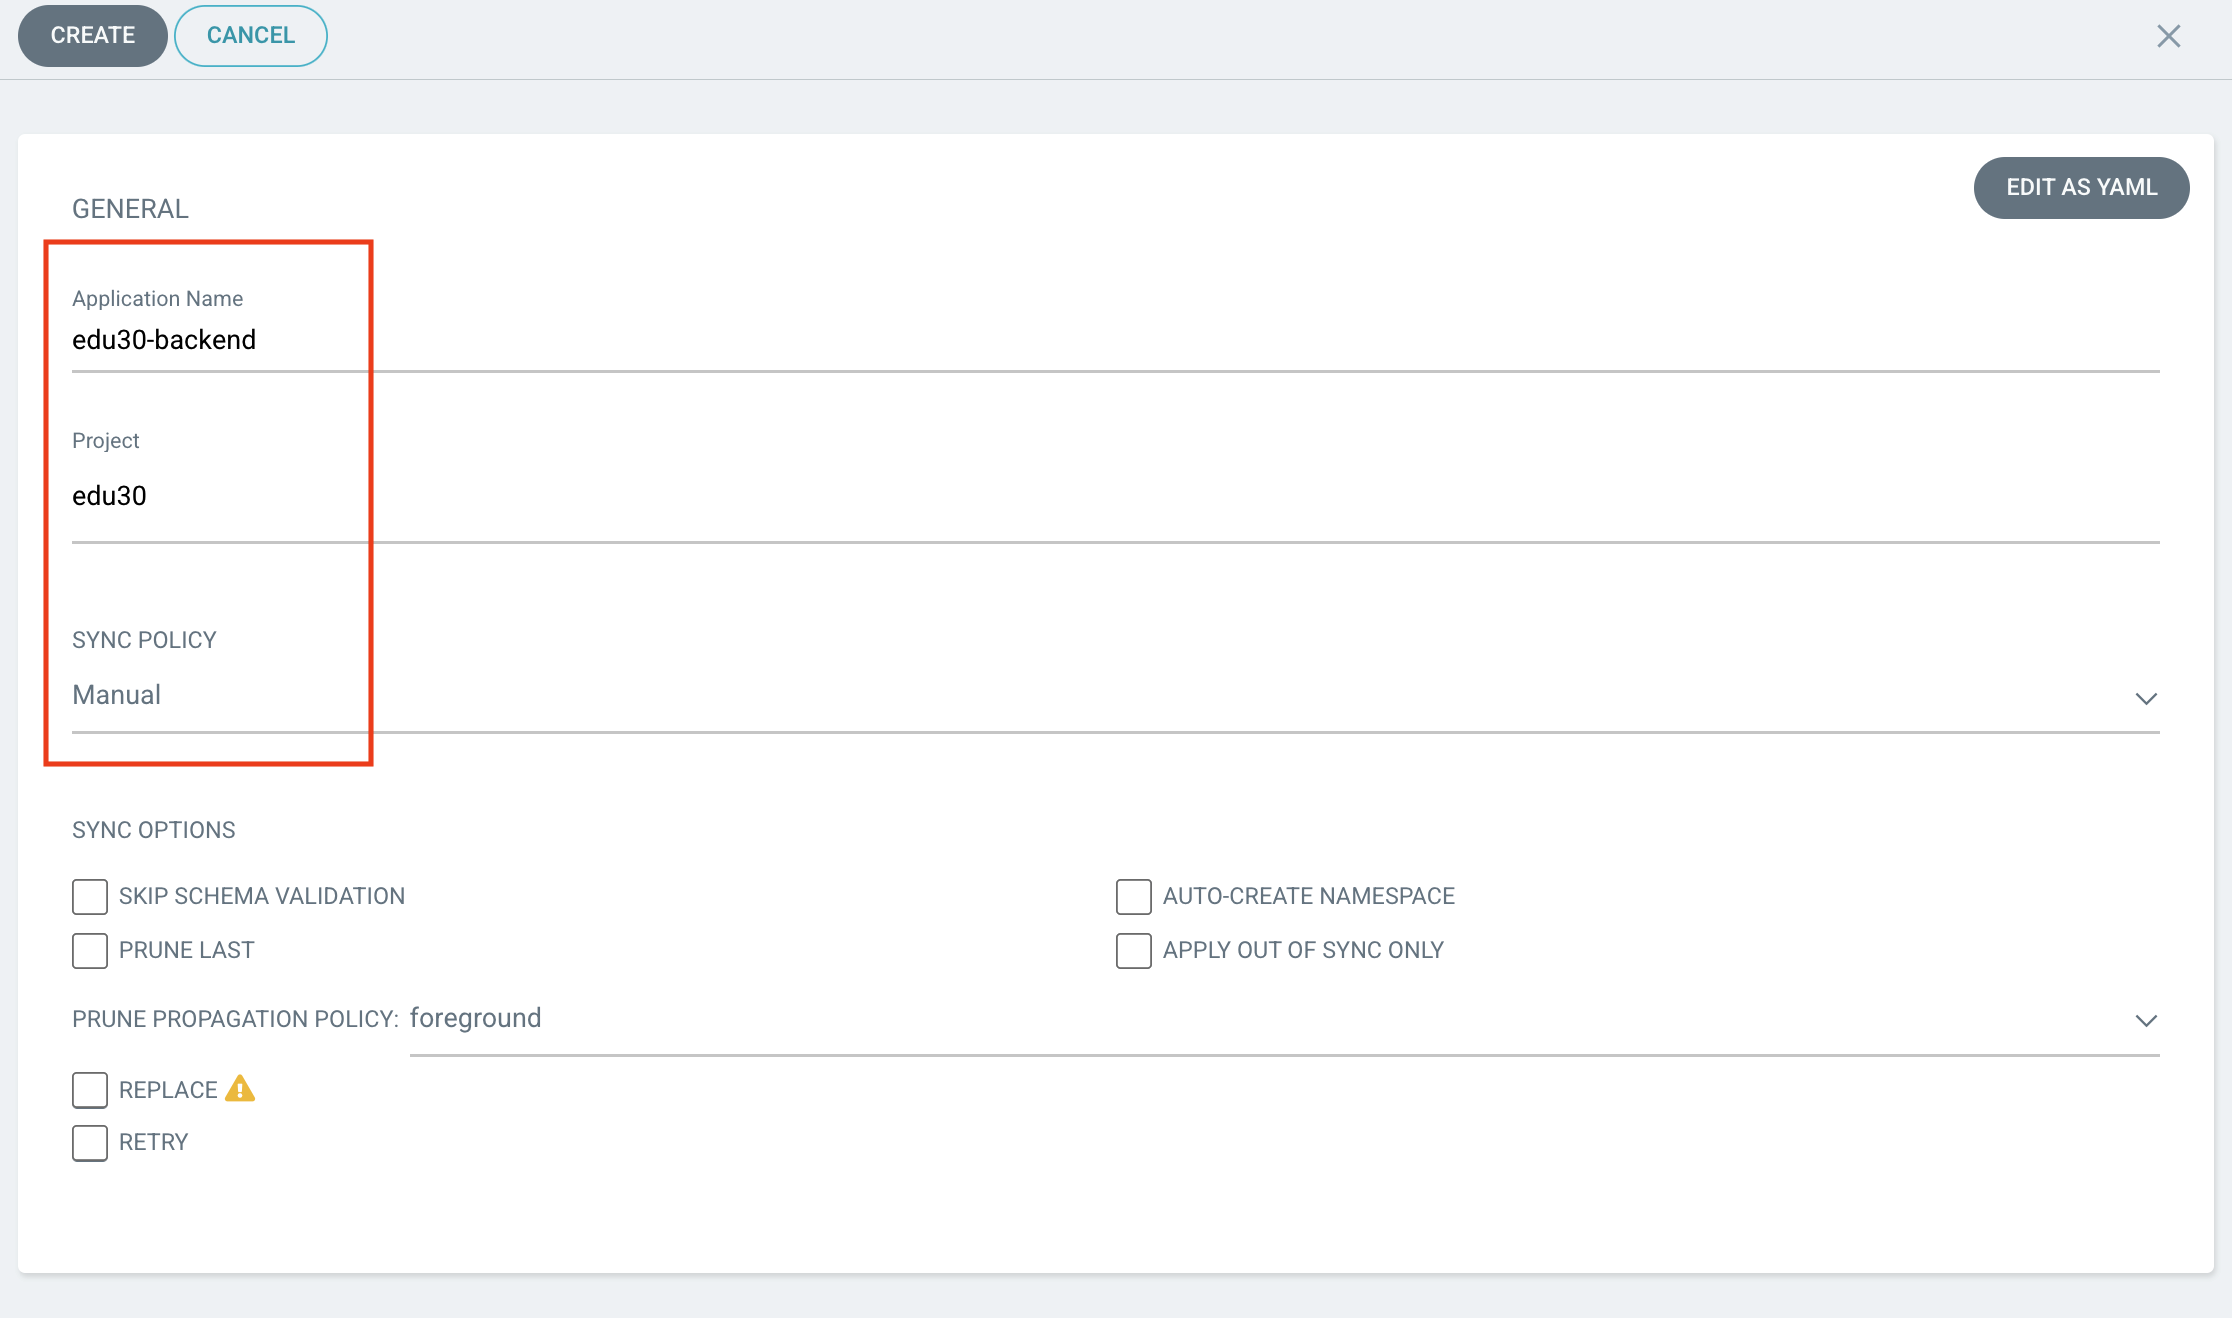 CREATE
CANCEL
EDIT AS YAML
GENERAL
Application Name
edu30-backend
Project
edu30
SYNC POLICY
Manual
SYNC OPTIONS
SKIP SCHEMA VALIDATION
AUTO-CREATE NAMESPACE
PRUNE LAST
APPLY OUT OF SYNC ONLY
PRUNE PROPAGATION POLICY: foreground
REPLACE
RETRY